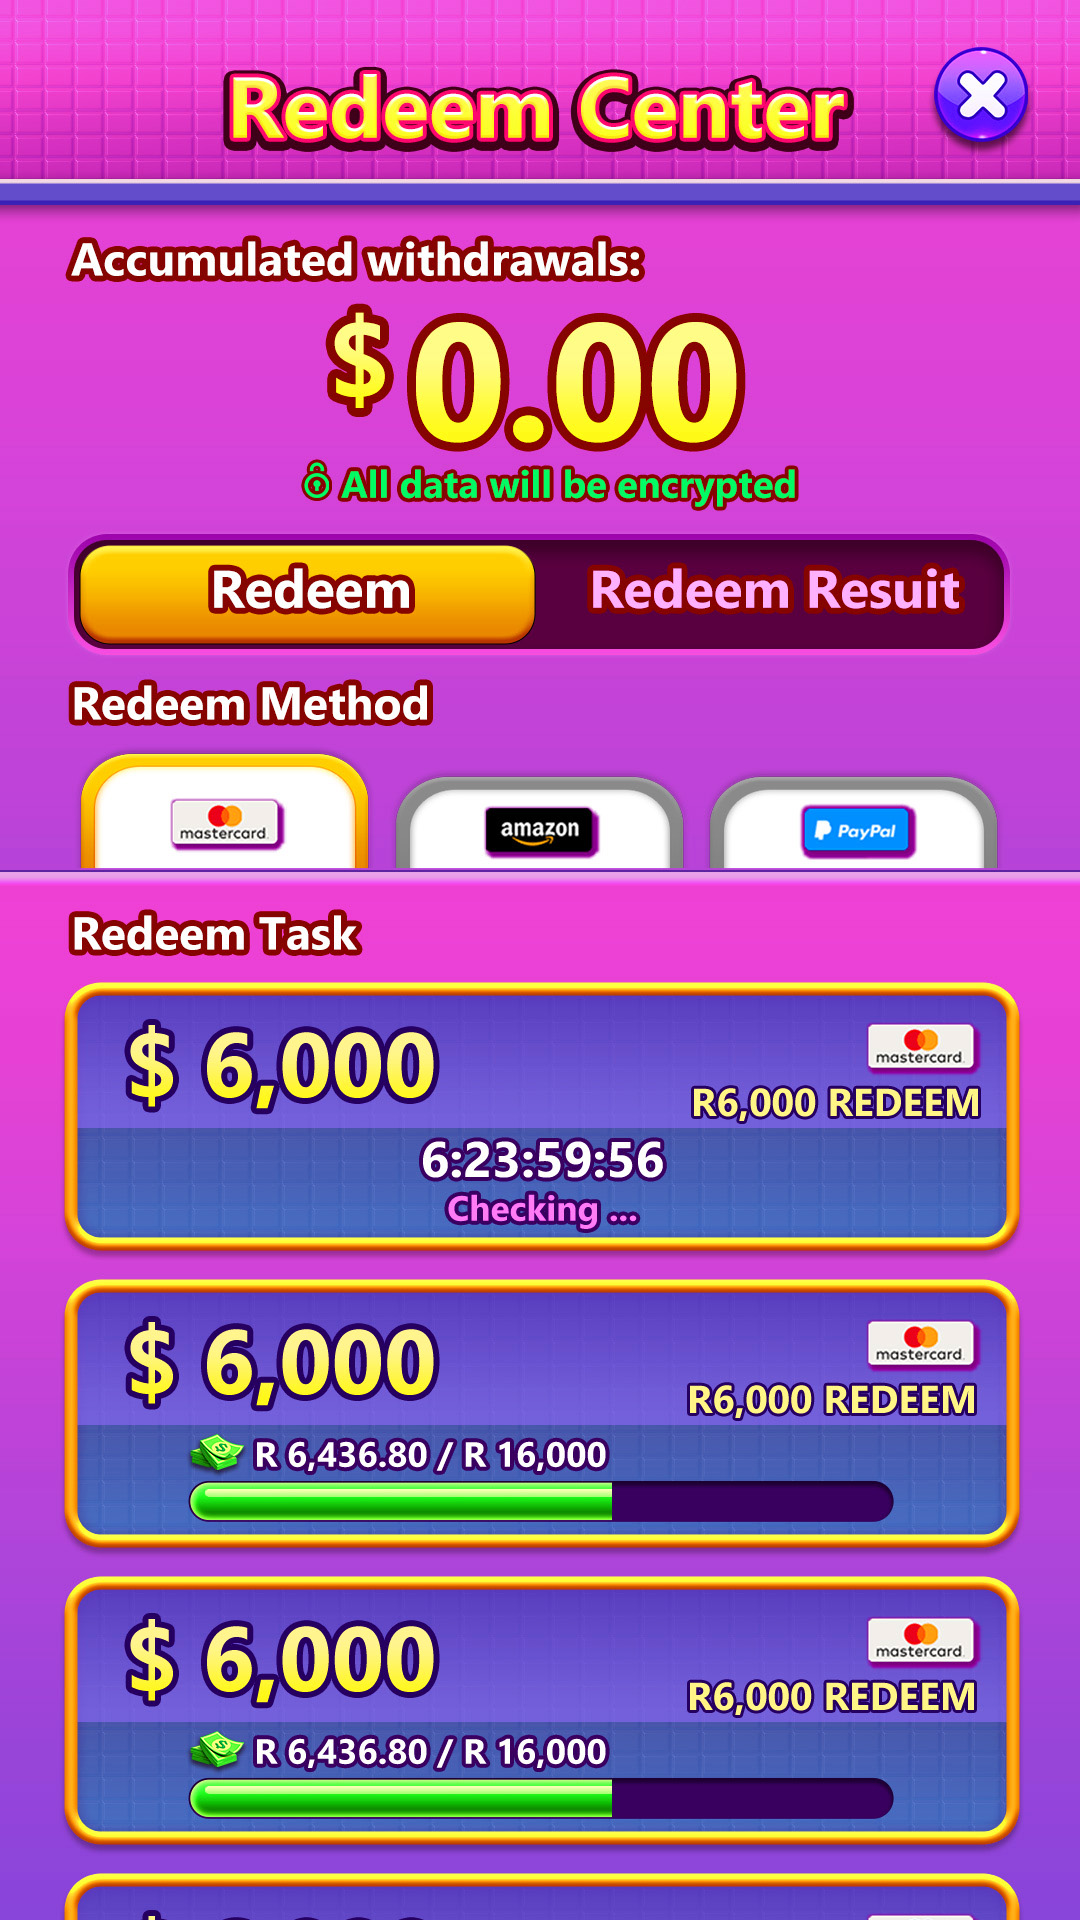 Redeem Center
Accumulated withdrawals:
$0.00
All data will be encrypted
Redeem
Redeem Resuit
Redeem Method
mastercard
amazon
PayPal
Redeem Task
$ 6,000
mastercard
R6,000 REDEEM
6:23:59:56
Checking ...
$ 6,000
mastercard
R6,000 REDEEM
R 6,436.80 / R 16,000
$ 6,000
mastercard
R6,000 REDEEM
R 6,436.80 / R 16,000